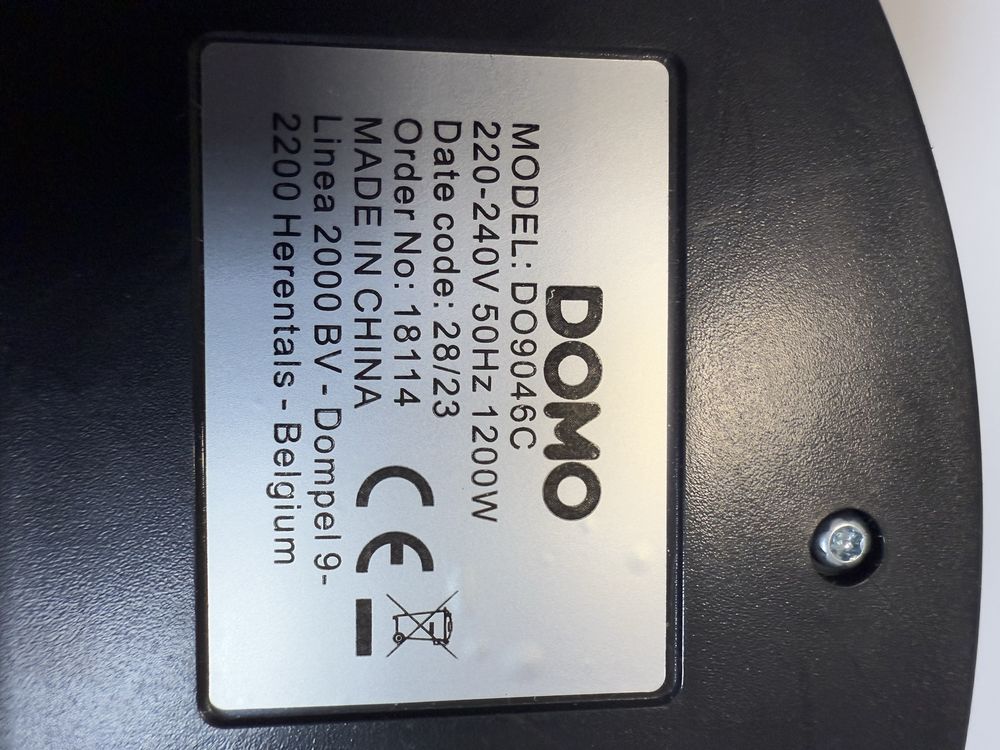 DOMO
MODEL: DO9046C
220-240V 50Hz 1200W
Date code: 28/23
Order No: 18114
MADE IN CHINA
Linea 2000 BV - Dompel 9-
2200 Herentals - Belgium
CE